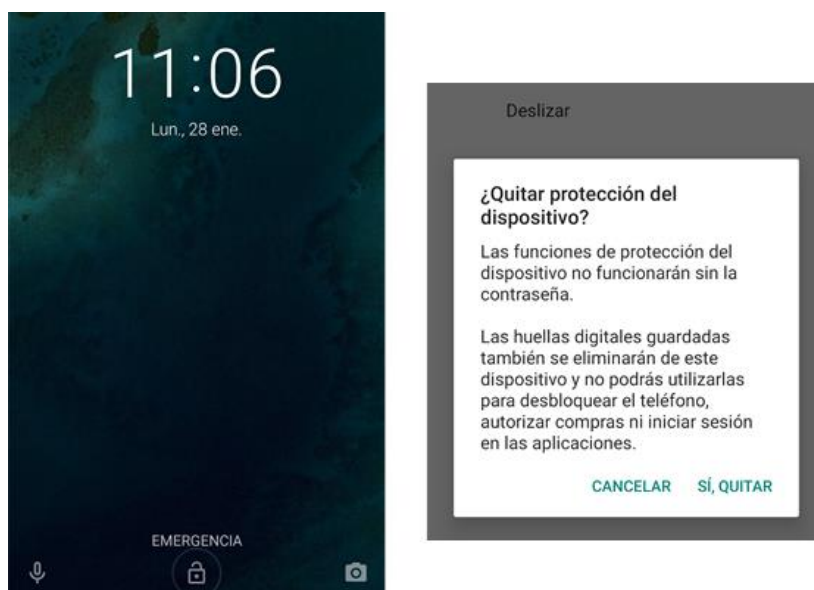 11:06
Lun., 28 ene.
EMERGENCIA
Deslizar
¿Quitar protección del
dispositivo?
Las funciones de protección del
dispositivo no funcionarán sin la
contraseña.
Las huellas digitales guardadas
también se eliminarán de este
dispositivo y no podrás utilizarlas
para desbloquear el teléfono,
autorizar compras ni iniciar sesión
en las aplicaciones.
CANCELAR SÍ, QUITAR